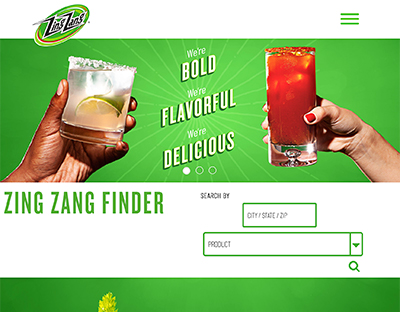 Zing Zang
We're
BOLD
We're
FLAVORFUL
We're
DELICIOUS
ZING ZANG FINDER
SEARCH BY
CITY / STATE / ZIP
PRODUCT